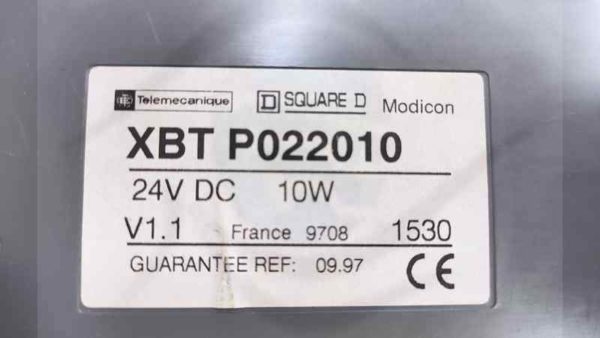 Telemecanique D SQUARE D Modicon
XBT P022010
24V DC 10W
V1.1 France 9708 1530
GUARANTEE REF: 09.97 CE